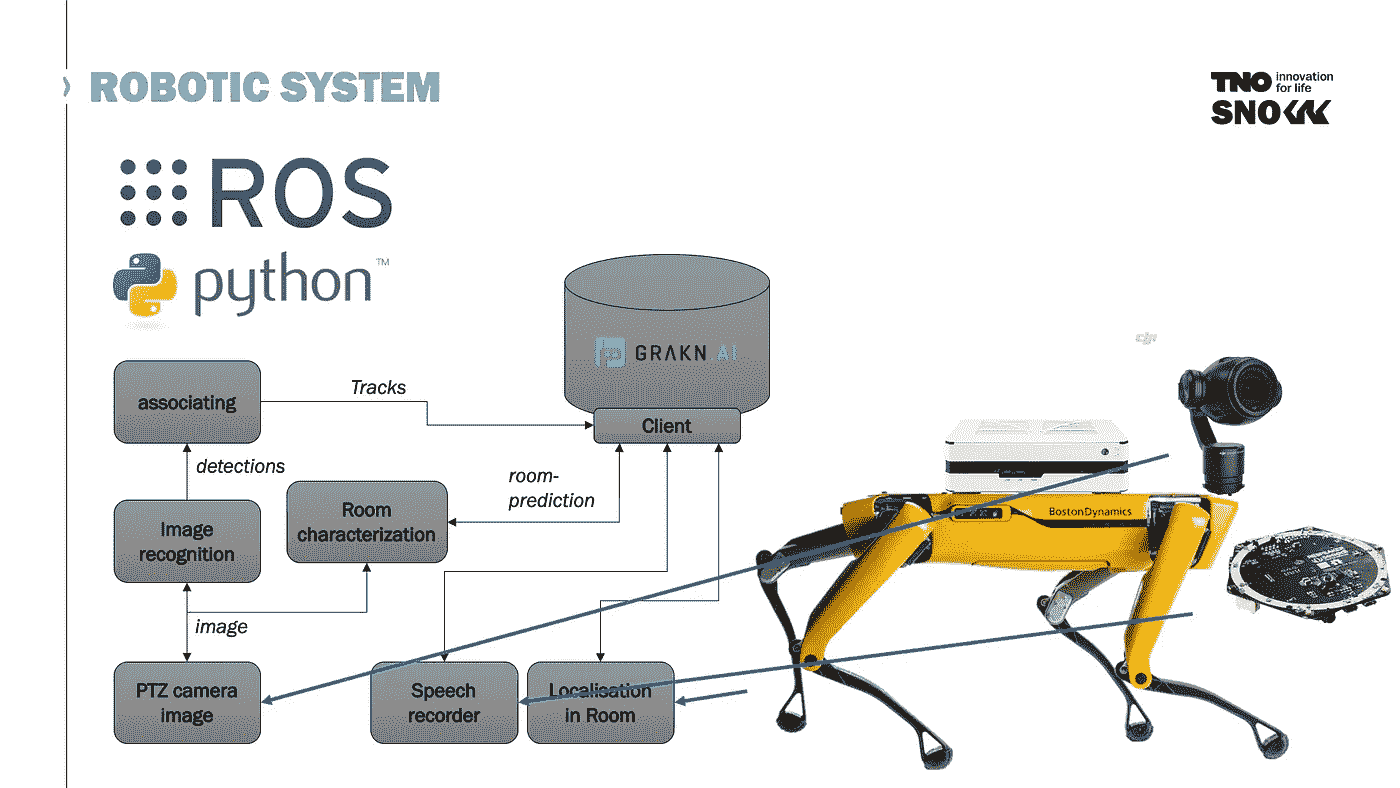 ROBOTIC SYSTEM
TNO innovation
for life
SNOW
ROS
python™
GRAKN AI
associating
Tracks
Client
detections
room-
prediction
Image
recognition
Room
characterization
image
PTZ camera
image
Speech
recorder
Localisation
in Room
dji
BostonDynamics